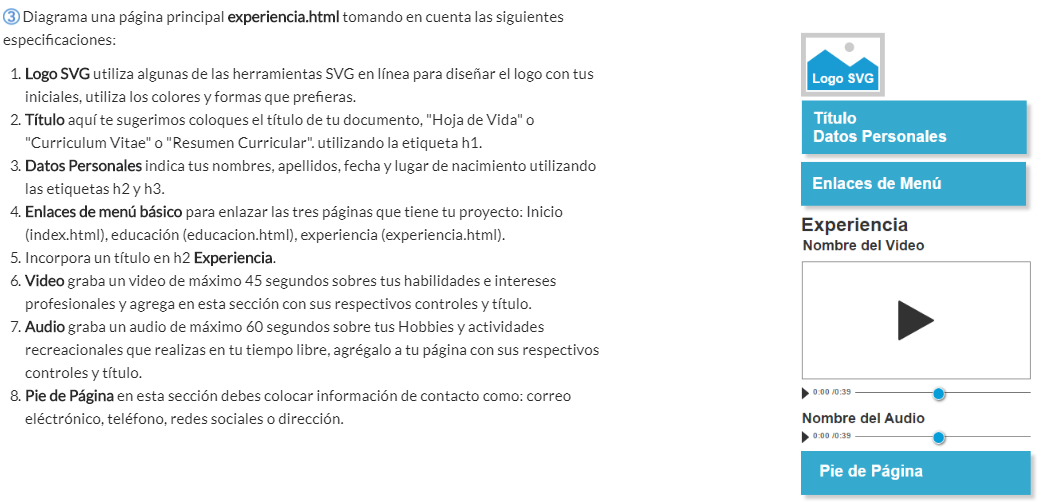 3 Diagrama una página principal experiencia.html tomando en cuenta las siguientes
especificaciones:
1. Logo SVG utiliza algunas de las herramientas SVG en línea para diseñar el logo con tus
iniciales, utiliza los colores y formas que prefieras.
2. Título aquí te sugerimos coloques el título de tu documento, "Hoja de Vida" o
"Curriculum Vitae" o "Resumen Curricular". utilizando la etiqueta h1.
3. Datos Personales indica tus nombres, apellidos, fecha y lugar de nacimiento utilizando
las etiquetas h2 y h3.
4. Enlaces de menú básico para enlazar las tres páginas que tiene tu proyecto: Inicio
(index.html), educación (educacion.html), experiencia (experiencia.html).
5. Incorpora un título en h2 Experiencia.
6. Video graba un video de máximo 45 segundos sobres tus habilidades e intereses
profesionales y agrega en esta sección con sus respectivos controles y título.
7. Audio graba un audio de máximo 60 segundos sobre tus Hobbies y actividades
recreacionales que realizas en tu tiempo libre, agrégalo a tu página con sus respectivos
controles y título.
8. Pie de Página en esta sección debes colocar información de contacto como: correo
eléctrónico, teléfono, redes sociales o dirección.
Logo SVG
Título
Datos Personales
Enlaces de Menú
Experiencia
Nombre del Video
0:00 /0:39
Nombre del Audio
0:00 /0:39
Pie de Página